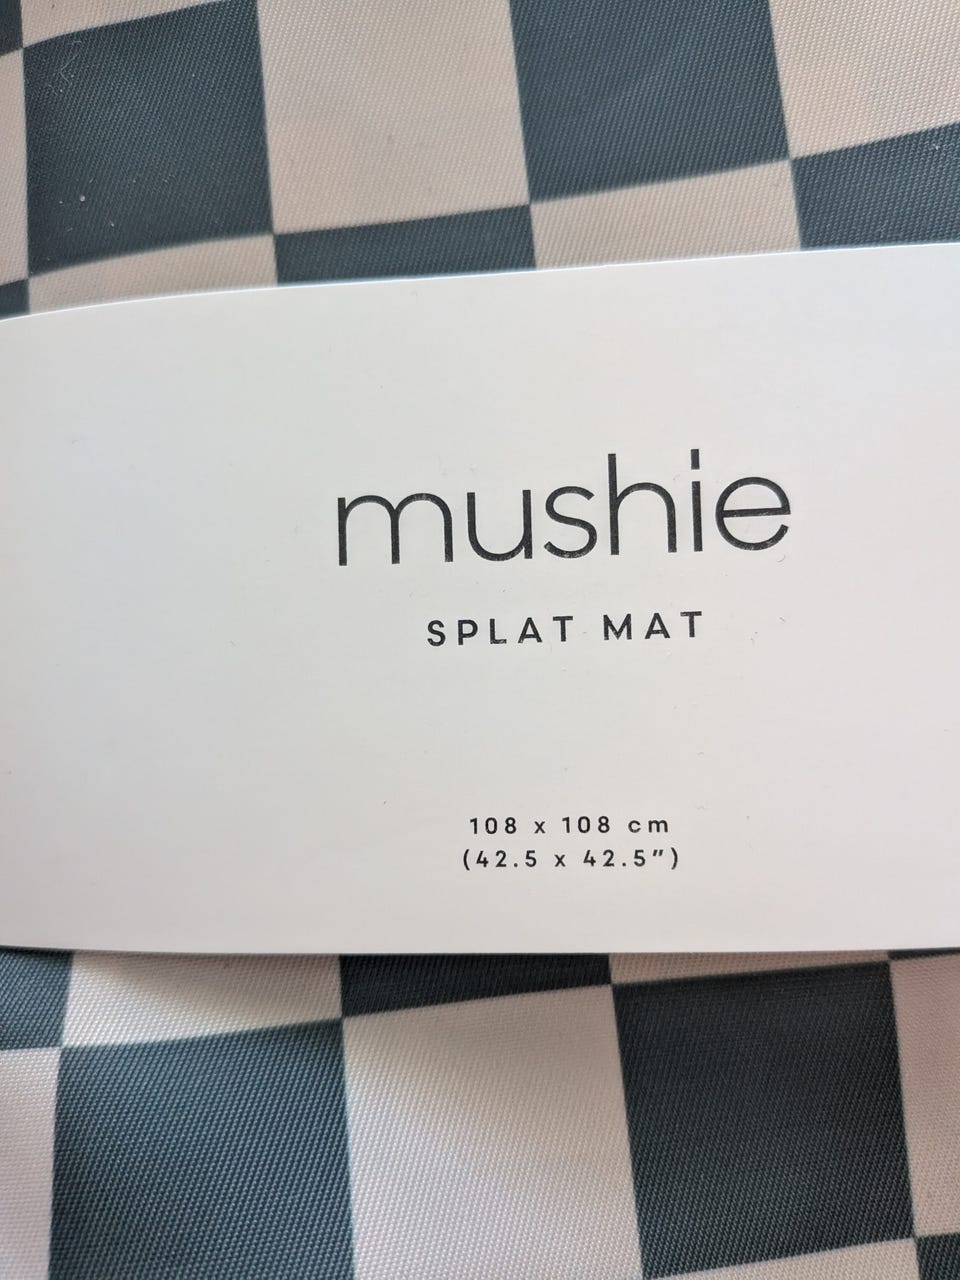 mushie
SPLAT MAT
108 x 108 cm
(42.5 x 42.5″)